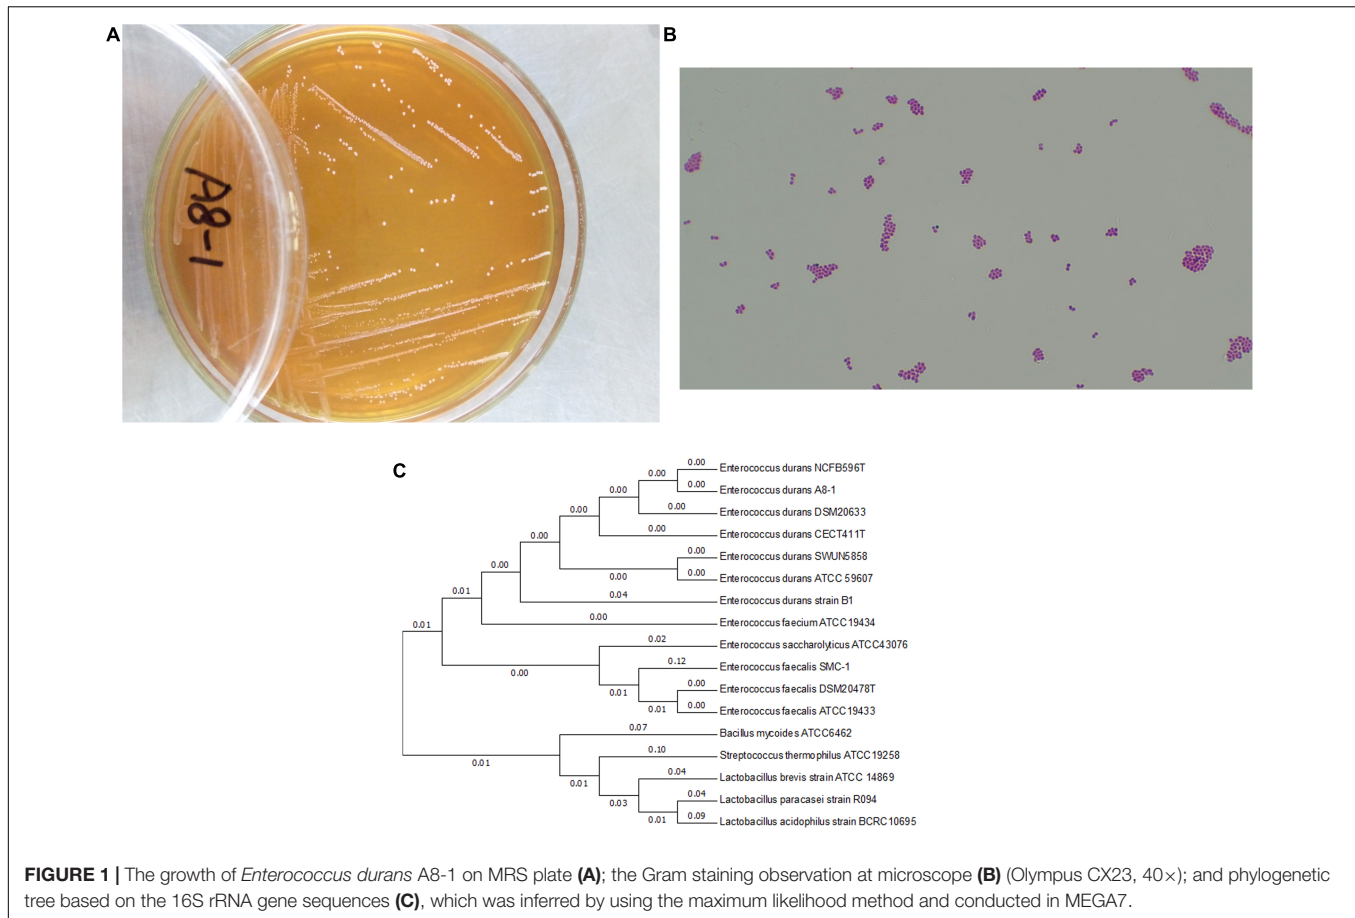 A
B
A8-1
C
0.00
Enterococcus durans NCFB596T
0.00
0.00
Enterococcus durans A8-1
0.00
0.00
Enterococcus durans DSM20633
0.00
0.00
Enterococcus durans CECT411T
0.00
0.00
Enterococcus durans SWUN5858
0.00
0.00
0.00
Enterococcus durans ATCC 59607
0.01
0.04
Enterococcus durans strain B1
0.01
0.00
Enterococcus faecium ATCC19434
0.02
Enterococcus saccharolyticus ATCC43076
0.00
0.12
Enterococcus faecalis SMC-1
0.01
0.00
Enterococcus faecalis DSM20478T
0.01
0.00
Enterococcus faecalis ATCC19433
0.07
Bacillus mycoides ATCC6462
0.01
0.10
Streptococcus thermophilus ATCC19258
0.01
0.04
Lactobacillus brevis strain ATCC 14869
0.03
0.04
Lactobacillus paracasei strain R094
0.01
0.09
Lactobacillus acidophilus strain BCRC10695
FIGURE 1 | The growth of Enterococcus durans A8-1 on MRS plate (A); the Gram staining observation at microscope (B) (Olympus CX23, 40×); and phylogenetic
tree based on the 16S rRNA gene sequences (C), which was inferred by using the maximum likelihood method and conducted in MEGA7.